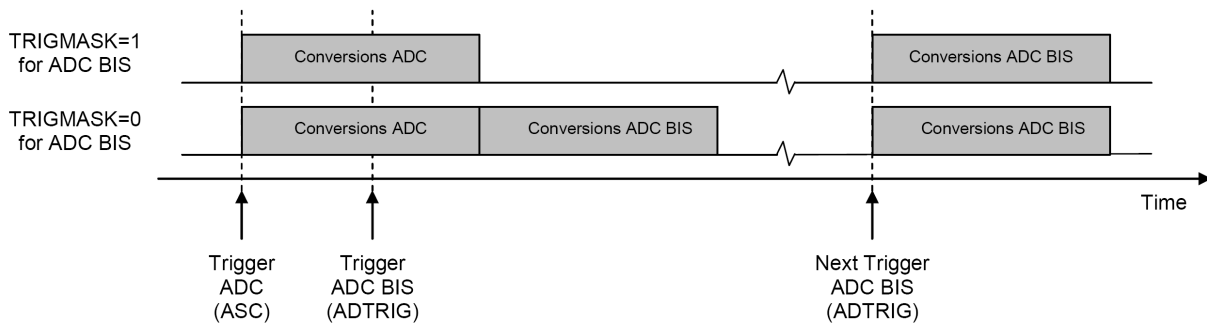 TRIGMASK=1
for ADC BIS
Conversions ADC
Conversions ADC BIS
TRIGMASK=0
for ADC BIS
Conversions ADC
Conversions ADC BIS
Conversions ADC BIS
Time
Trigger
ADC
(ASC)
Trigger
ADC BIS
(ADTRIG)
Next Trigger
ADC BIS
(ADTRIG)